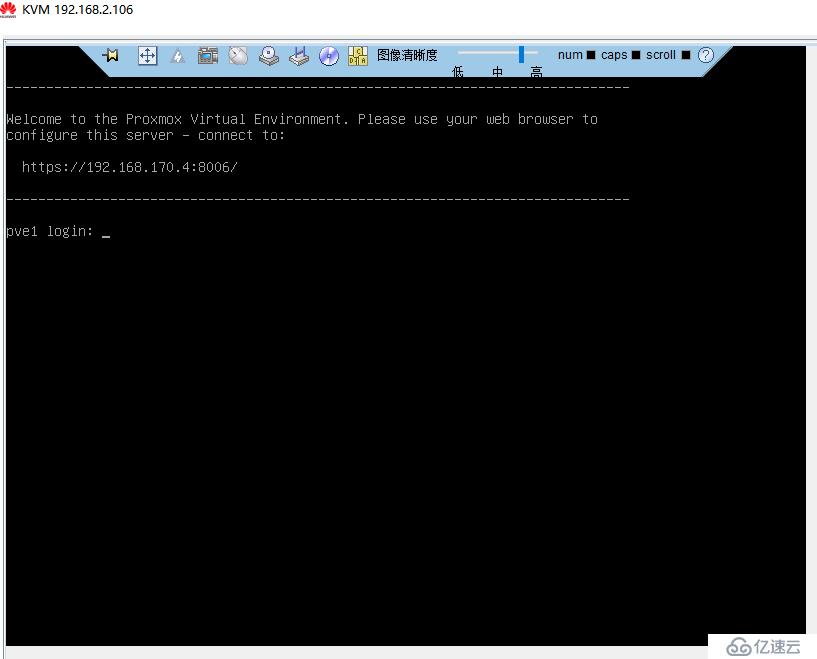 HUAWEI
KVM 192.168.2.106
图像清晰度
低 中 高
num caps scroll ?
--------------------------------------------------------------------------------
Welcome to the Proxmox Virtual Environment. Please use your web browser to
configure this server - connect to:
https://192.168.170.4:8006/
--------------------------------------------------------------------------------
pve1 login: _
亿速云